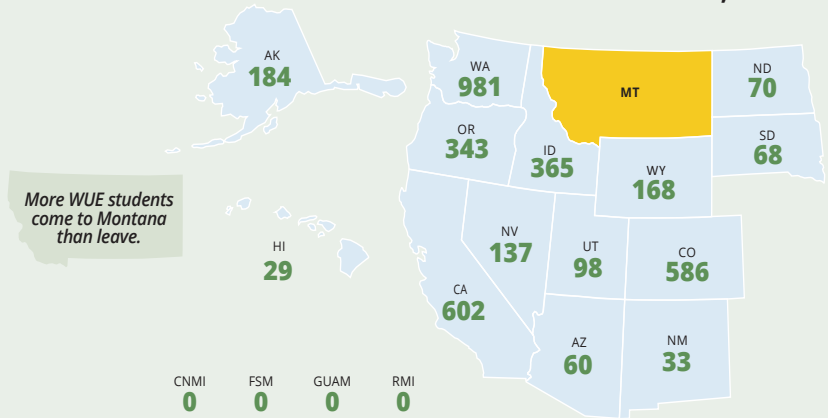 AK
184
WA
981
MT
ND
70
OR
343
ID
365
SD
68
WY
168
More WUE students
come to Montana
than leave.
HI
29
NV
137
UT
98
CO
586
CA
602
AZ
60
NM
33
CNMI
0
FSM
0
GUAM
0
RMI
0